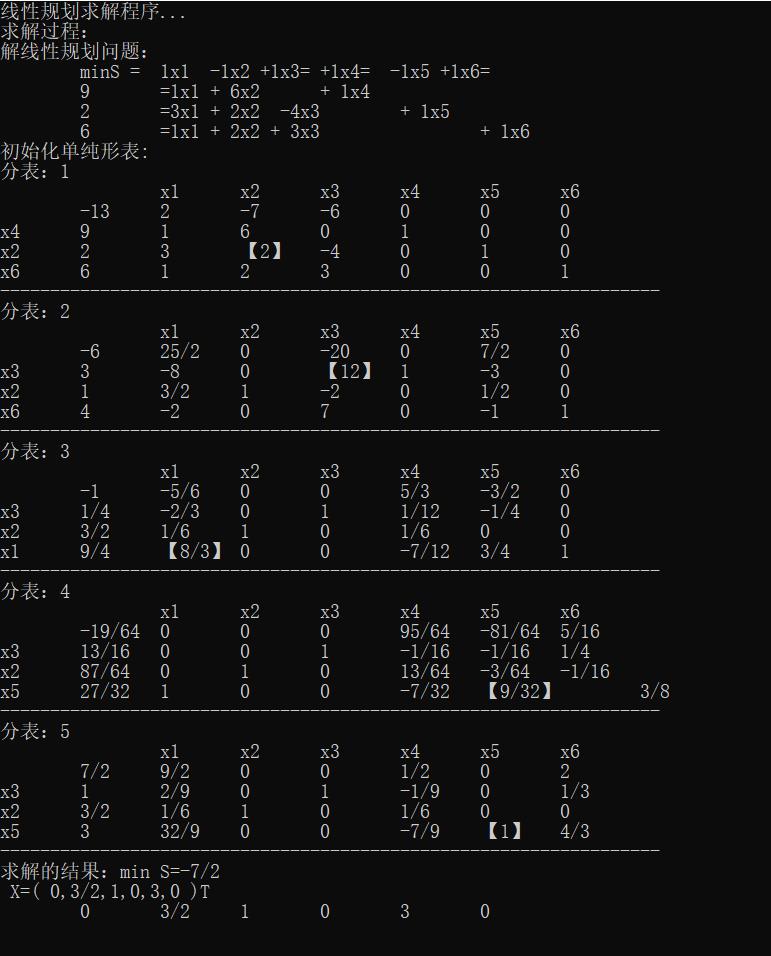 线性规划求解程序...
求解过程:
解线性规划问题:
minS = 1x1 -1x2 +1x3= +1x4= -1x5 +1x6=
9 =1x1 + 6x2 + 1x4
2 =3x1 + 2x2 -4x3 + 1x5
6 =1x1 + 2x2 + 3x3 + 1x6
初始化单纯形表:
分表: 1
x1 x2 x3 x4 x5 x6
-13 2 -7 -6 0 0 0
x4 9 1 6 0 1 0 0
x2 2 3 【2】 -4 0 1 0
x6 6 1 2 3 0 0 1
------------------------------------------------------------------
分表: 2
x1 x2 x3 x4 x5 x6
-6 25/2 0 -20 0 7/2 0
x3 3 -8 0 【12】 1 -3 0
x2 1 3/2 1 -2 0 1/2 0
x6 4 -2 0 7 0 -1 1
------------------------------------------------------------------
分表: 3
x1 x2 x3 x4 x5 x6
-1 -5/6 0 0 5/3 -3/2 0
x3 1/4 -2/3 0 1 1/12 -1/4 0
x2 3/2 1/6 1 0 1/6 0 0
x1 9/4 【8/3】 0 0 -7/12 3/4 1
------------------------------------------------------------------
分表: 4
x1 x2 x3 x4 x5 x6
-19/64 0 0 0 95/64 -81/64 5/16
x3 13/16 0 0 1 -1/16 -1/16 1/4
x2 87/64 0 1 0 13/64 -3/64 -1/16
x5 27/32 1 0 0 -7/32 【9/32】 3/8
------------------------------------------------------------------
分表: 5
x1 x2 x3 x4 x5 x6
7/2 9/2 0 0 1/2 0 2
x3 1 2/9 0 1 -1/9 0 1/3
x2 3/2 1/6 1 0 1/6 0 0
x5 3 32/9 0 0 -7/9 【1】 4/3
------------------------------------------------------------------
求解的结果: min S=-7/2
X=( 0,3/2,1,0,3,0 )T
0 3/2 1 0 3 0